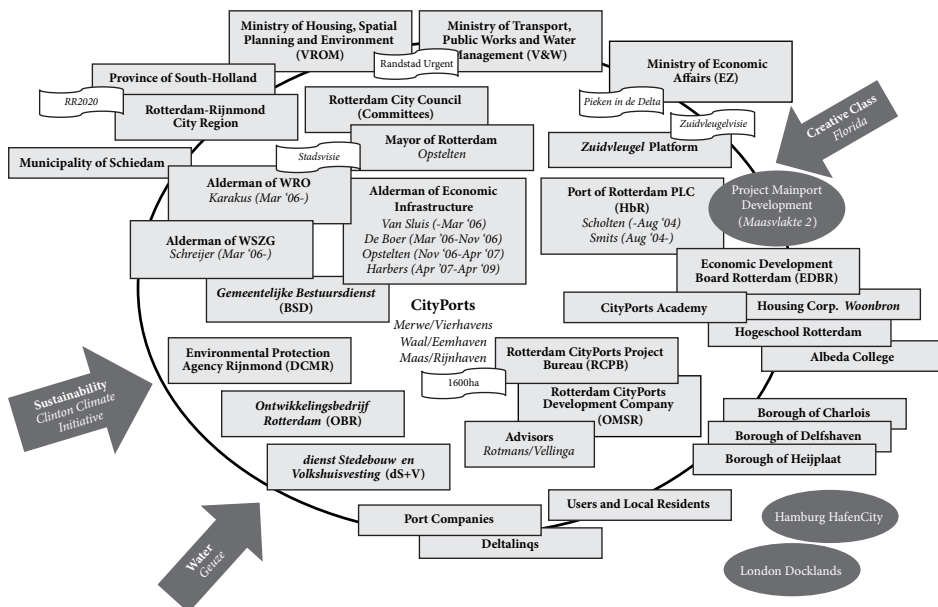 Ministry of Housing, Spatial
Planning and Environment
(VROM)
Ministry of Transport,
Public Works and Water
Management (V&W)
Randstad Urgent
Ministry of Economic
Affairs (EZ)
Province of South-Holland
RR2020
Rotterdam-Rijnmond
City Region
Rotterdam City Council
(Committees)
Pieken in de Delta
Zuidvleugelvisie
Creative Class
Florida
Mayor of Rotterdam
Opstelten
Stadsvisie
Zuidvleugel Platform
Municipality of Schiedam
Alderman of WRO
Karakus (Mar ‘06-)
Alderman of Economic
Infrastructure
Van Sluis (-Mar ‘06)
De Boer (Mar ‘06-Nov ‘06)
Opstelten (Nov ‘06-Apr ‘07)
Harbers (Apr ‘07-Apr ‘09)
Port of Rotterdam PLC
(HbR)
Scholten (-Aug ‘04)
Smits (Aug ‘04-)
Project Mainport
Development
(Maasvlakte 2)
Alderman of WSZG
Schreijer (Mar ‘06-)
Economic Development
Board Rotterdam (EDBR)
Gemeentelijke Bestuursdienst
(BSD)
CityPorts
Merwe/Vierhavens
Waal/Eemhaven
Maas/Rijnhaven
CityPorts Academy
Housing Corp. Woonbron
Hogeschool Rotterdam
Albeda College
Environmental Protection
Agency Rijnmond (DCMR)
Rotterdam CityPorts Project
Bureau (RCPB)
1600ha
Rotterdam CityPorts
Development Company
(OMSR)
Sustainability
Clinton Climate
Initiative
Ontwikkelingsbedrijf
Rotterdam (OBR)
Advisors
Rotmans/Vellinga
Borough of Charlois
Borough of Delfshaven
Borough of Heijplaat
dienst Stedebouw en
Volkshuisvesting (dS+V)
Users and Local Residents
Port Companies
Deltalinqs
Water
Geuze
Hamburg HafenCity
London Docklands